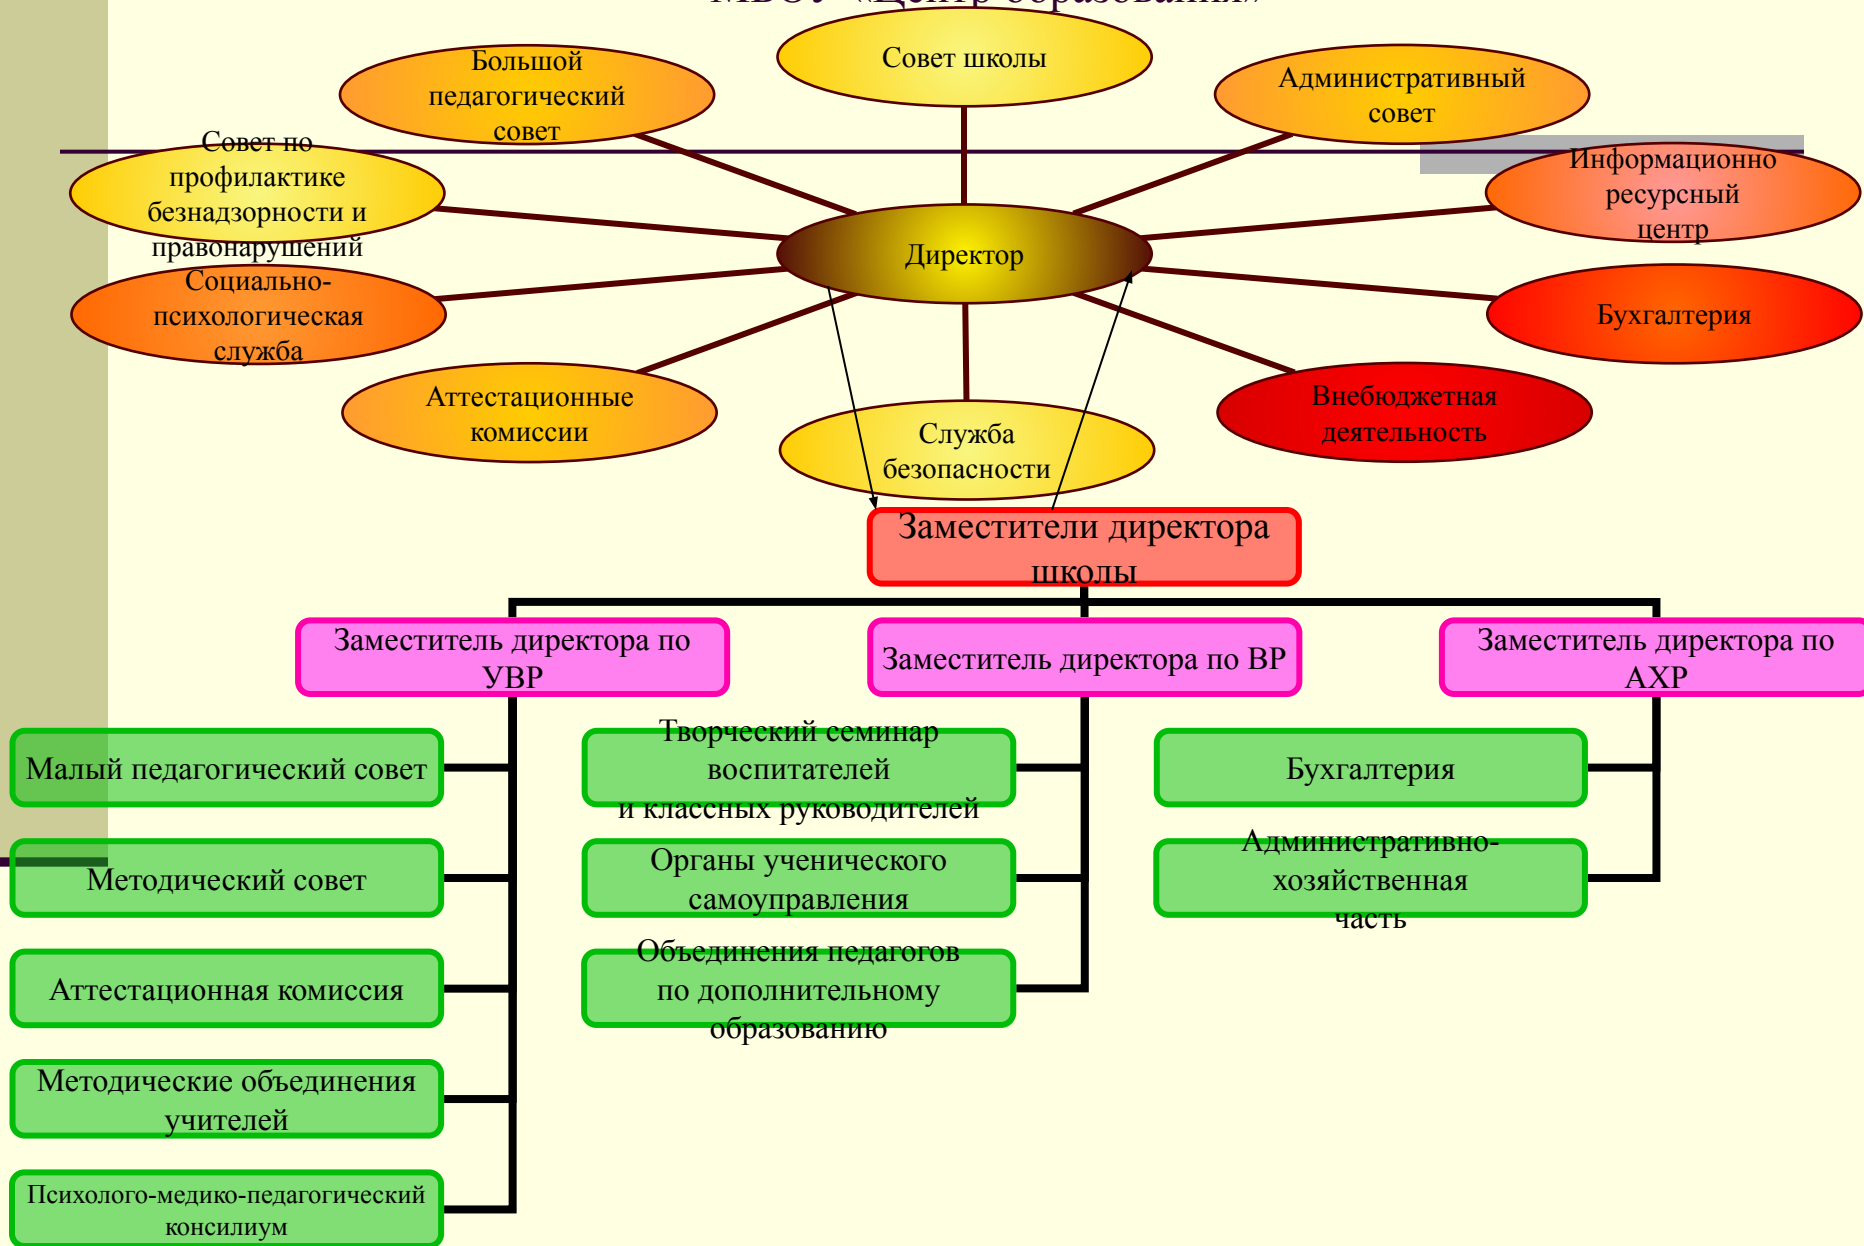 «Центр образования»
Совет школы
Большой
педагогический
совет
Административный
совет
Совет по
профилактике
безнадзорности и
правонарушений
Информационно
ресурсный
центр
Директор
Социально-
психологическая
служба
Бухгалтерия
Аттестационные
комиссии
Внебюджетная
деятельность
Служба
безопасности
Заместители директора
школы
Заместитель директора по
УВР
Заместитель директора по ВР
Заместитель директора по
АХР
Малый педагогический совет
Методический совет
Аттестационная комиссия
Методические объединения
учителей
Психолого-медико-педагогический
консилиум
Творческий семинар
воспитателей
и классных руководителей
Органы ученического
самоуправления
Объединения педагогов
по дополнительному
образованию
Бухгалтерия
Административно-
хозяйственная
часть